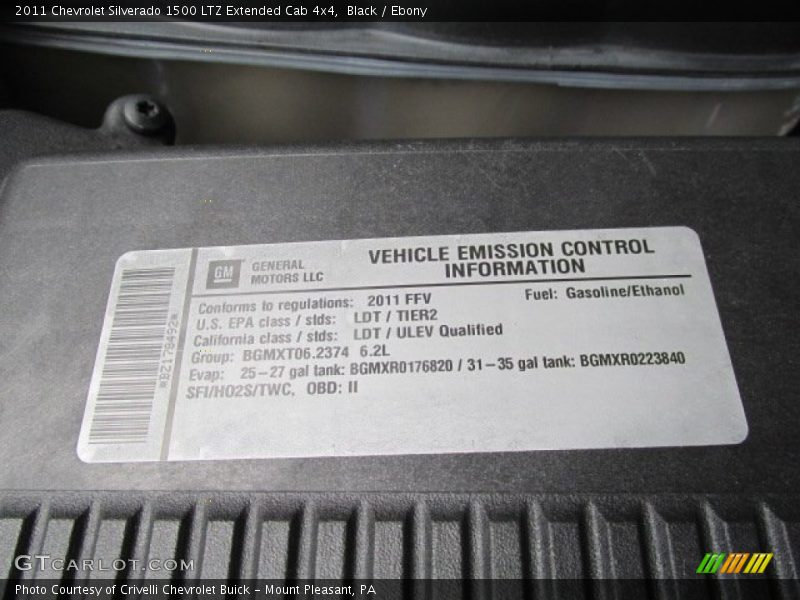 2011 Chevrolet Silverado 1500 LTZ Extended Cab 4x4, Black / Ebony
GM
GENERAL
MOTORS LLC
VEHICLE EMISSION CONTROL
INFORMATION
Conforms to regulations: 2011 FFV
Fuel: Gasoline/Ethanol
U.S. EPA class / stds: LDT / TIER2
California class / stds: LDT / ULEV Qualified
Group: BGMXT06.2374 6.2L
Evap: 25-27 gal tank: BGMXR0176820 / 31-35 gal tank: BGMXR0223840
SFI/HO2S/TWC, OBD: II
*82178492*
GTCarLot.com
Photo Courtesy of Crivelli Chevrolet Buick - Mount Pleasant, PA